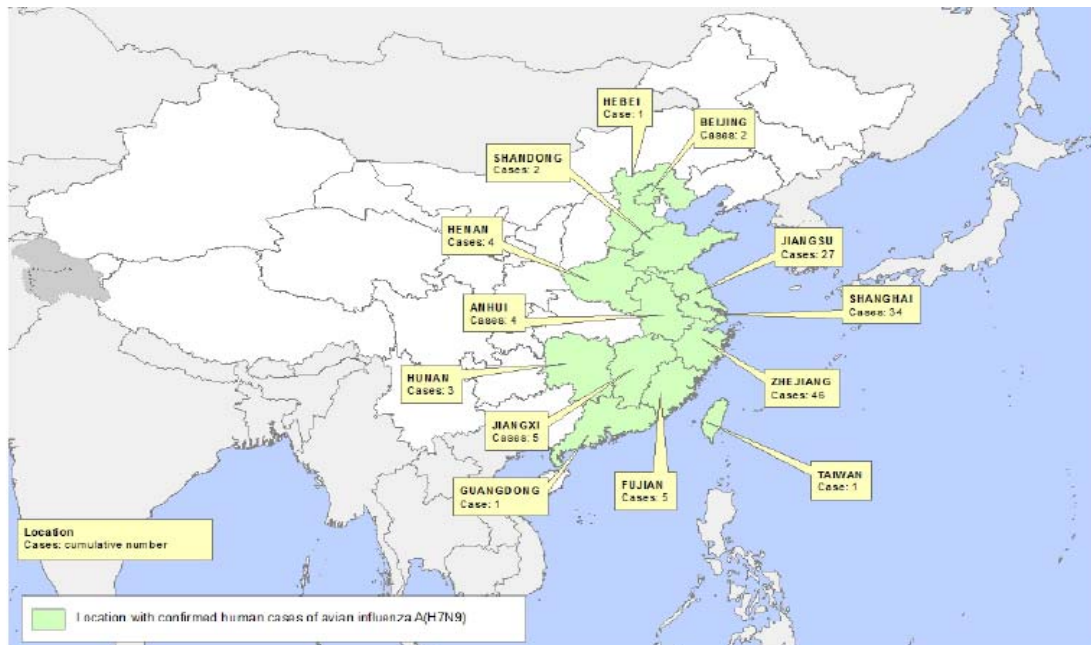 HEBEI
Case: 1
BEIJING
Cases: 2
SHANDONG
Cases: 2
HENAN
Cases: 4
JIANGSU
Cases: 27
SHANGHAI
Cases: 34
ANHUI
Cases: 4
HUNAN
Cases: 3
ZHEJIANG
Cases: 46
JIANGXI
Cases: 5
TAIWAN
Case: 1
GUANGDONG
Case: 1
FUJIAN
Cases: 5
Location
Cases: cumulative number
Location with confirmed human cases of avian influenza A(H7N9)